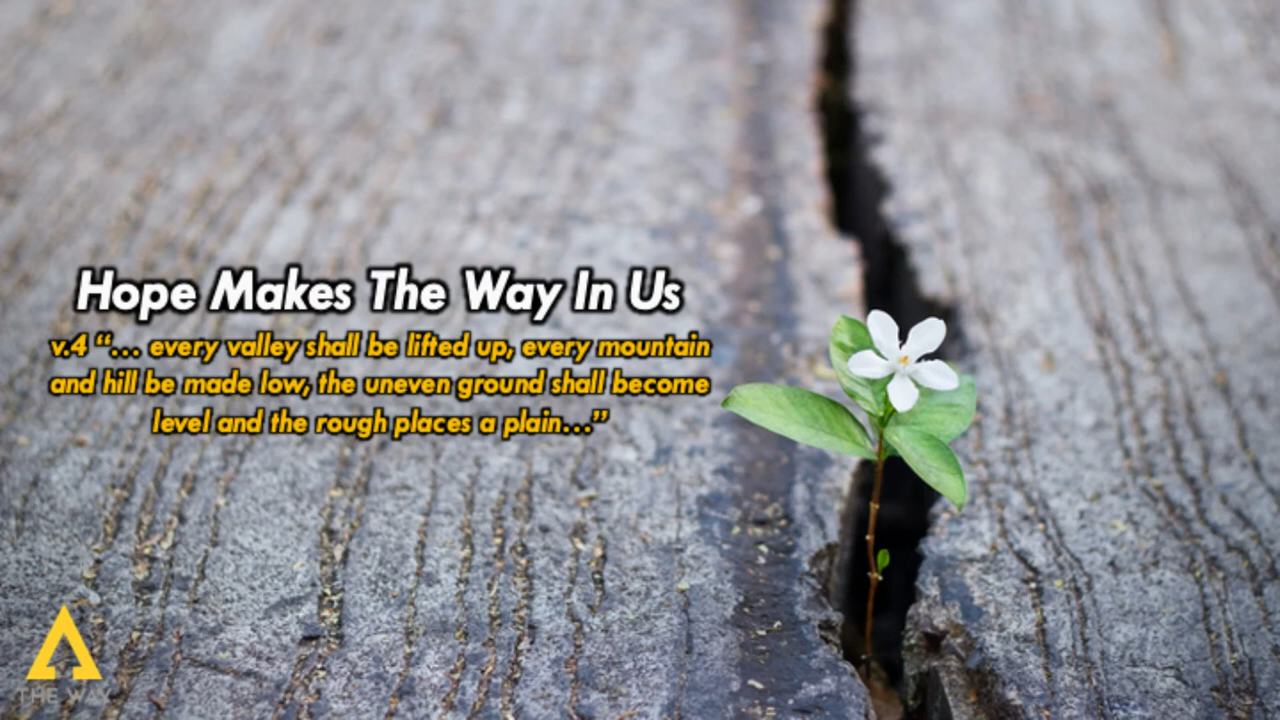 Hope Makes The Way In Us
v.4 “... every valley shall be lifted up, every mountain
and hill be made low, the uneven ground shall become
level and the rough places a plain...”
THE WAY